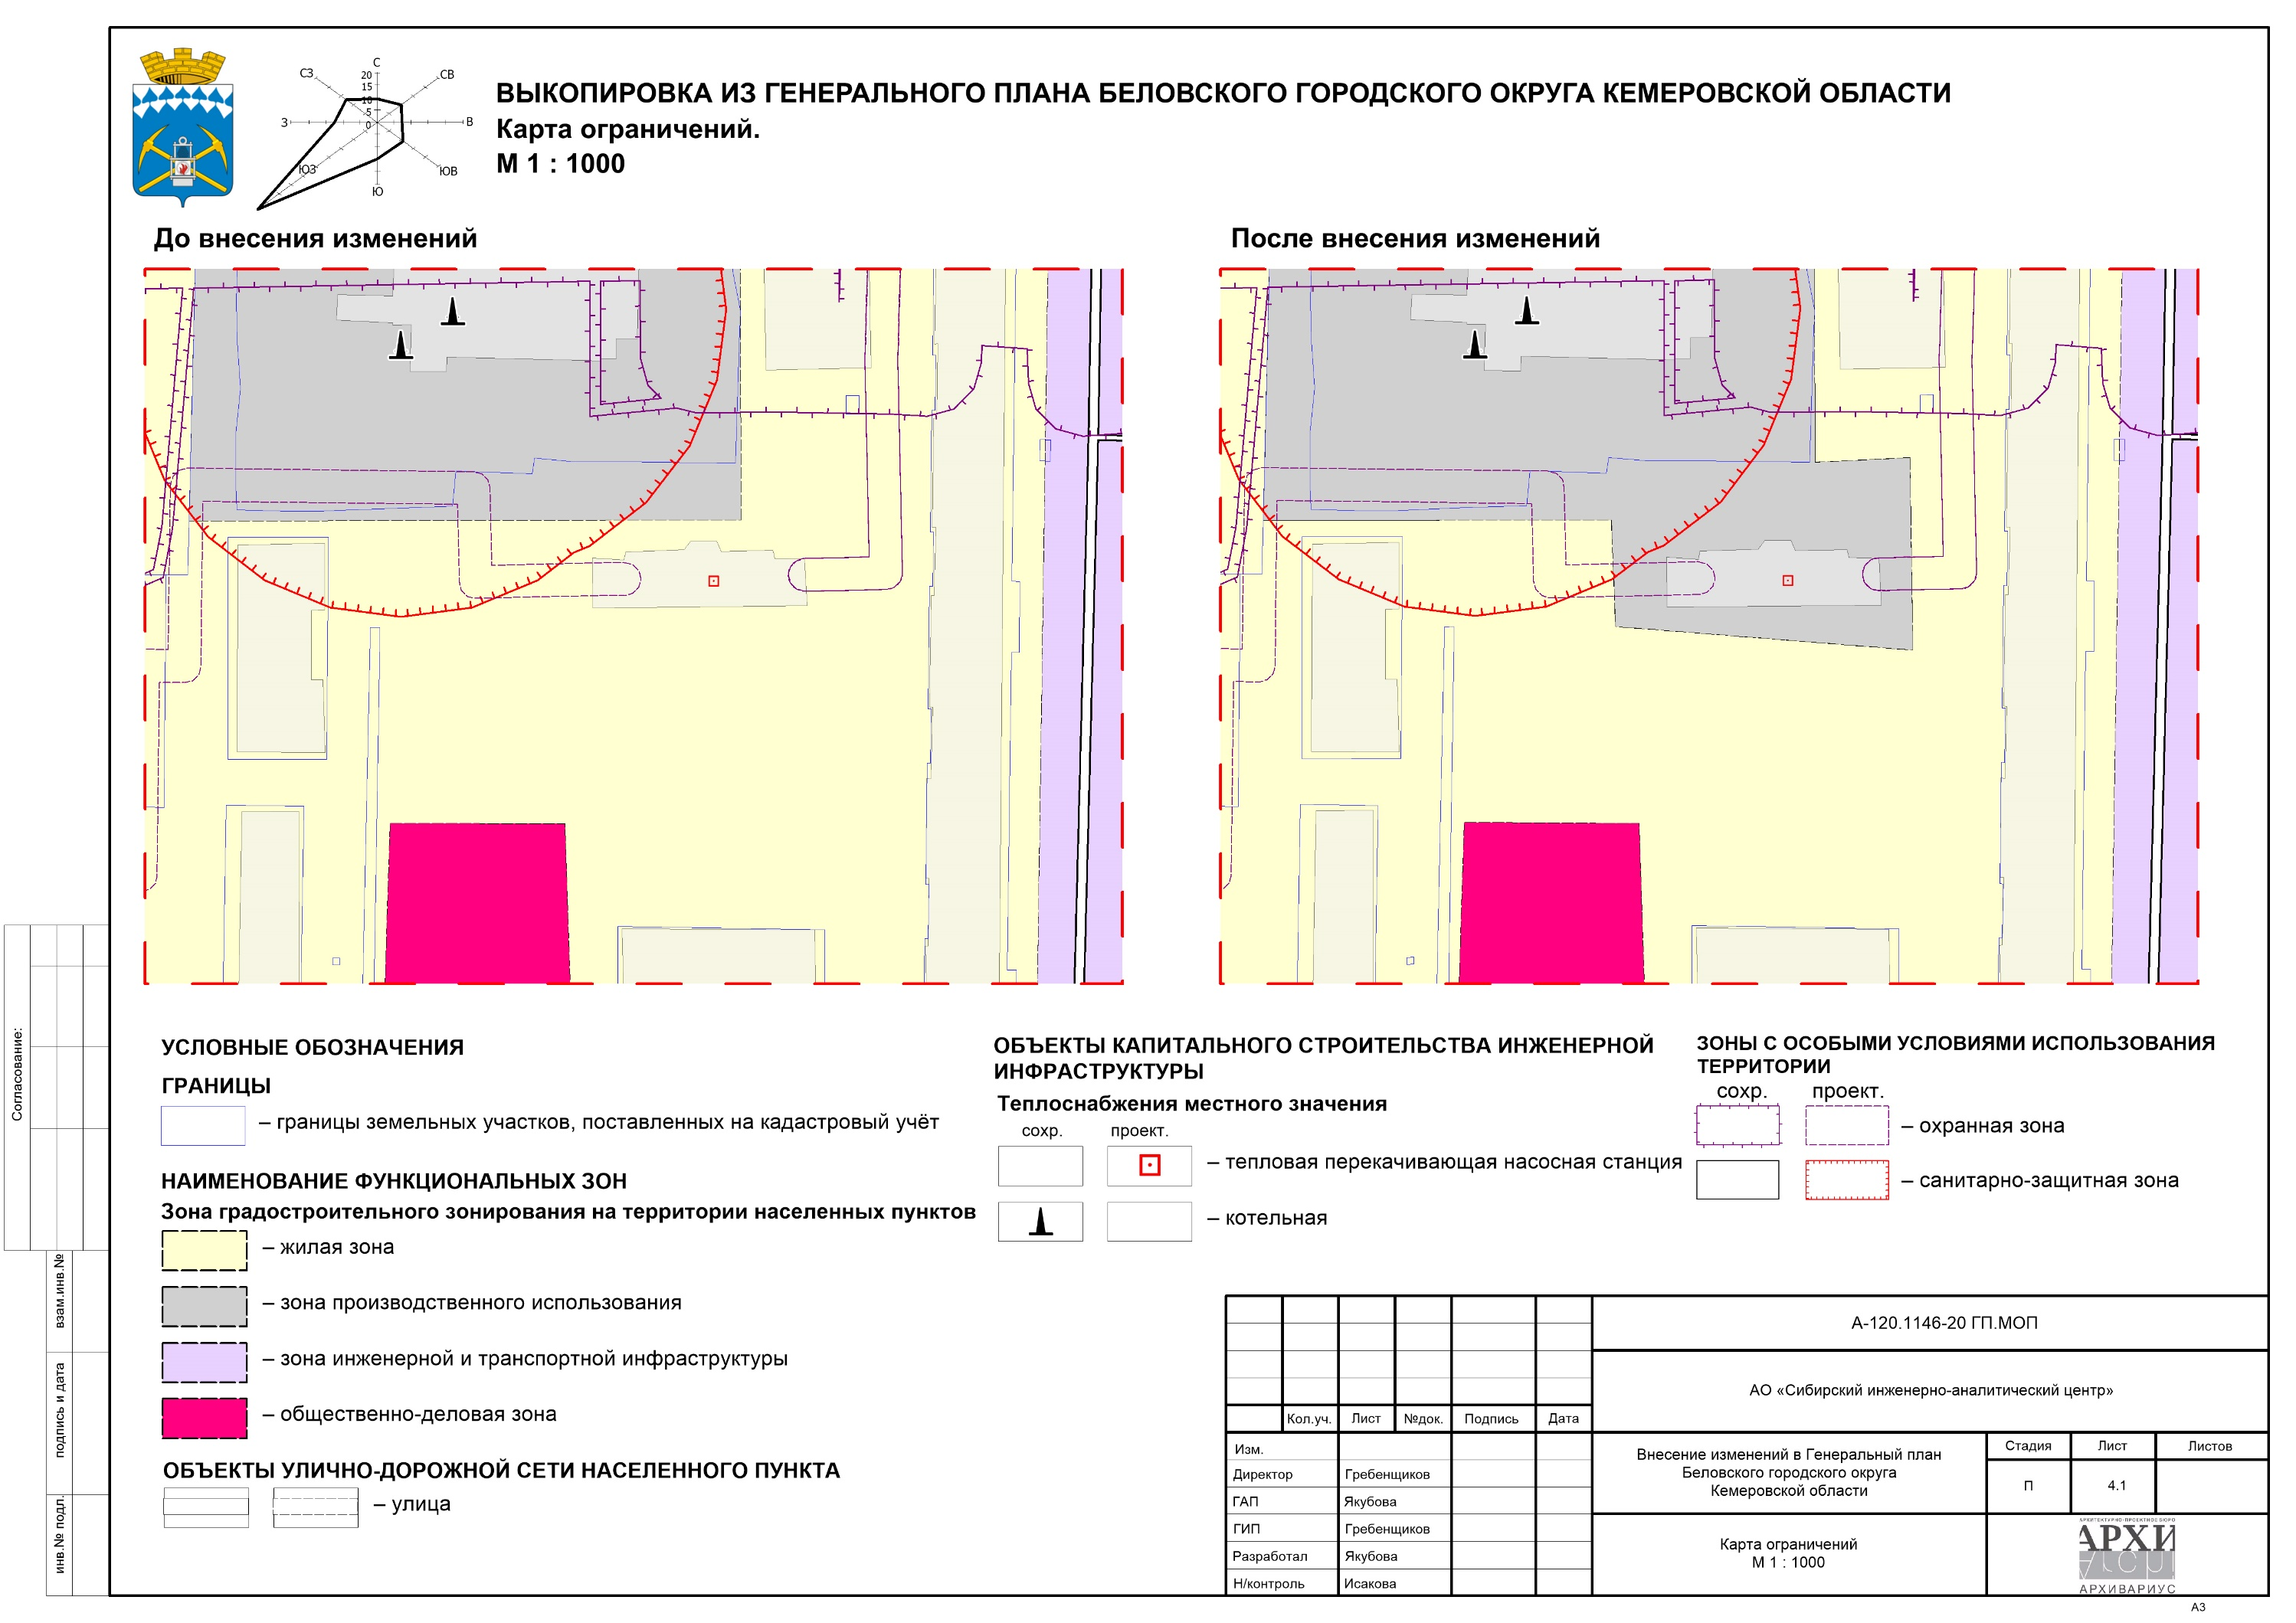 С
СЗ
СВ
20
15
10
5
0
З
В
ЮЗ
ЮВ
Ю
ВЫКОПИРОВКА ИЗ ГЕНЕРАЛЬНОГО ПЛАНА БЕЛОВСКОГО ГОРОДСКОГО ОКРУГА КЕМЕРОВСКОЙ ОБЛАСТИ
Карта ограничений.
М 1 : 1000
До внесения изменений
После внесения изменений
УСЛОВНЫЕ ОБОЗНАЧЕНИЯ
ГРАНИЦЫ
– границы земельных участков, поставленных на кадастровый учёт
НАИМЕНОВАНИЕ ФУНКЦИОНАЛЬНЫХ ЗОН
Зона градостроительного зонирования на территории населенных пунктов
– жилая зона
– зона производственного использования
– зона инженерной и транспортной инфраструктуры
– общественно-деловая зона
ОБЪЕКТЫ УЛИЧНО-ДОРОЖНОЙ СЕТИ НАСЕЛЕННОГО ПУНКТА
– улица
ОБЪЕКТЫ КАПИТАЛЬНОГО СТРОИТЕЛЬСТВА ИНЖЕНЕРНОЙ
ИНФРАСТРУКТУРЫ
Теплоснабжения местного значения
сохр. проект.
– тепловая перекачивающая насосная станция
– котельная
ЗОНЫ С ОСОБЫМИ УСЛОВИЯМИ ИСПОЛЬЗОВАНИЯ
ТЕРРИТОРИИ
сохр. проект.
– охранная зона
– санитарно-защитная зона
Согласование:
взам.инв.№
подпись и дата
инв.№ подл.
Кол.уч. Лист №док. Подпись Дата
Изм.
Директор Гребенщиков
ГАП Якубова
ГИП Гребенщиков
Разработал Якубова
Н/контроль Исакова
А-120.1146-20 ГП.МОП
АО «Сибирский инженерно-аналитический центр»
Внесение изменений в Генеральный план
Беловского городского округа
Кемеровской области
Стадия Лист Листов
П 4.1
Карта ограничений
М 1 : 1000
АРХИТЕКТУРНО-ПРОЕКТНОЕ БЮРО
АРХИ
АРХИВАРИУС
А3